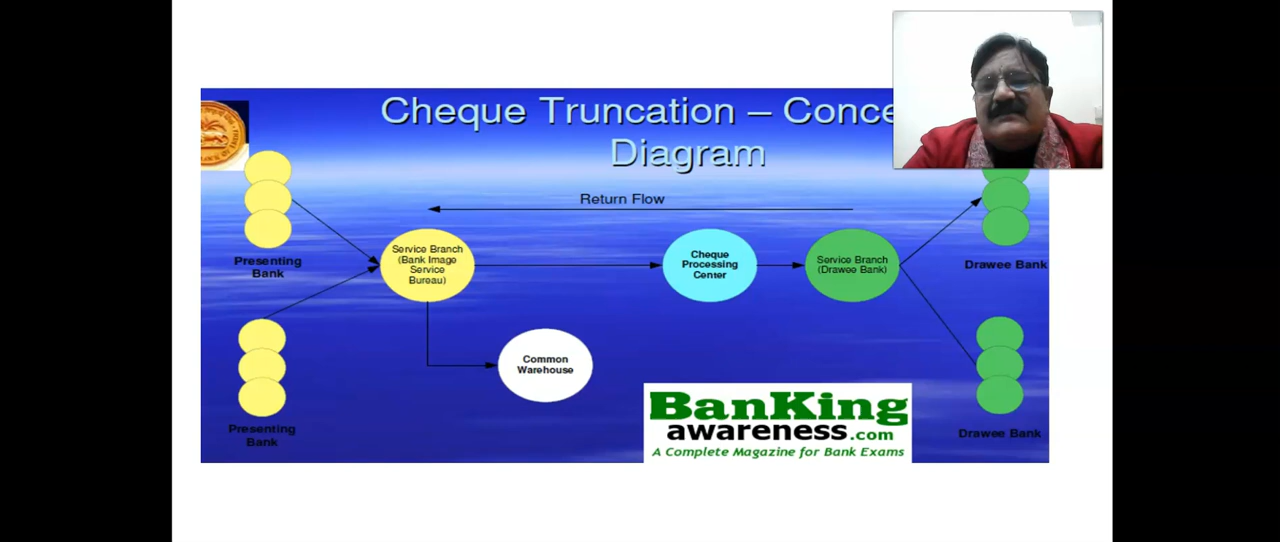 Cheque Truncation – Conce
Diagram
Return Flow
Service Branch
(Bank Image
Service
Bureau)
Cheque
Processing
Center
Service Branch
(Drawee Bank)
Presenting
Bank
Drawee Bank
Common
Warehouse
Presenting
Bank
Drawee Bank
BanKing
awareness.com
A Complete Magazine for Bank Exams